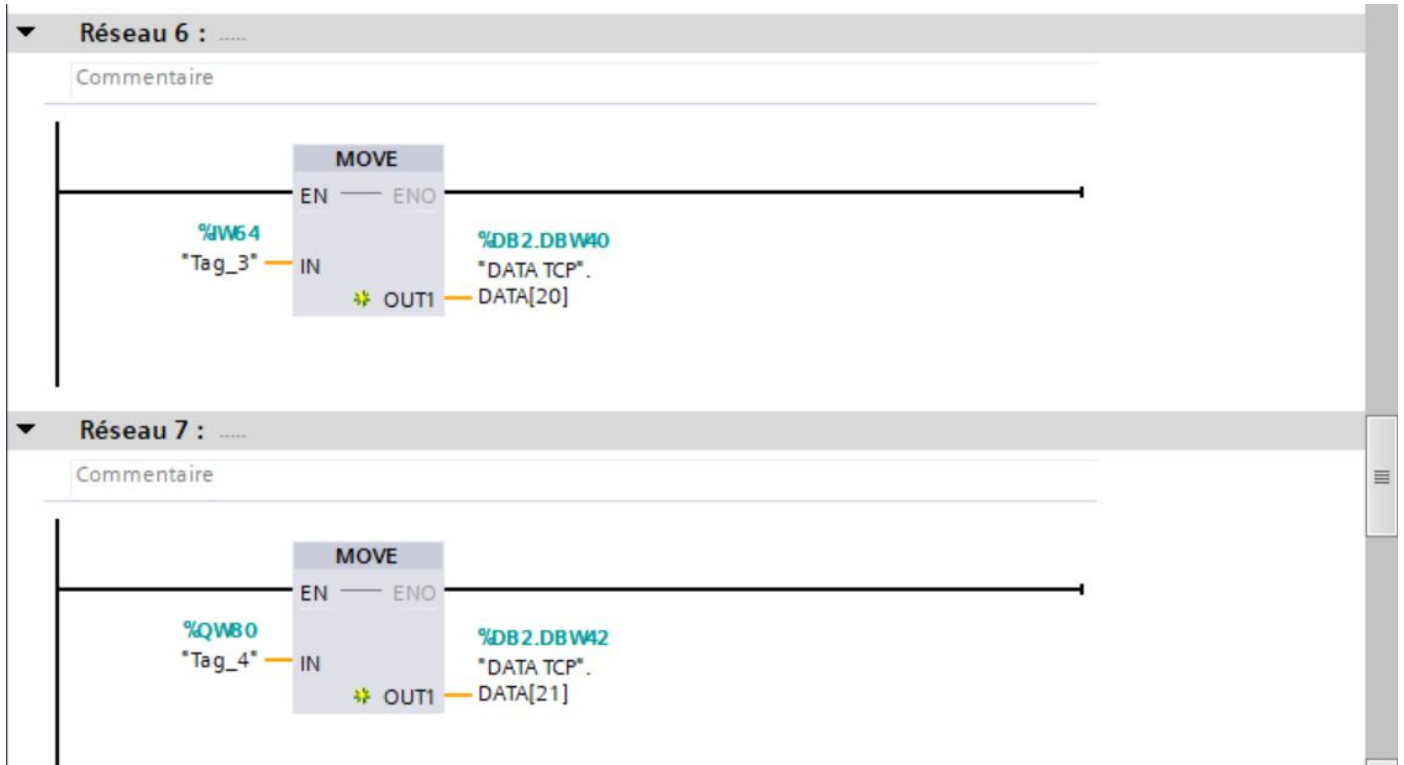 Réseau 6 : .....
Commentaire
MOVE
EN ENO
%IW64
"Tag_3" IN
%DB2.DBW40
"DATA TCP".
OUT1 DATA[20]
Réseau 7 : .....
Commentaire
MOVE
EN ENO
%QW80
"Tag_4" IN
%DB2.DBW42
"DATA TCP".
OUT1 DATA[21]